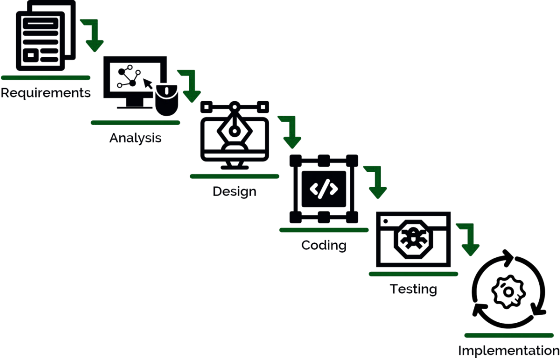 Requirements
Analysis
Design
</>
Coding
Testing
Implementation